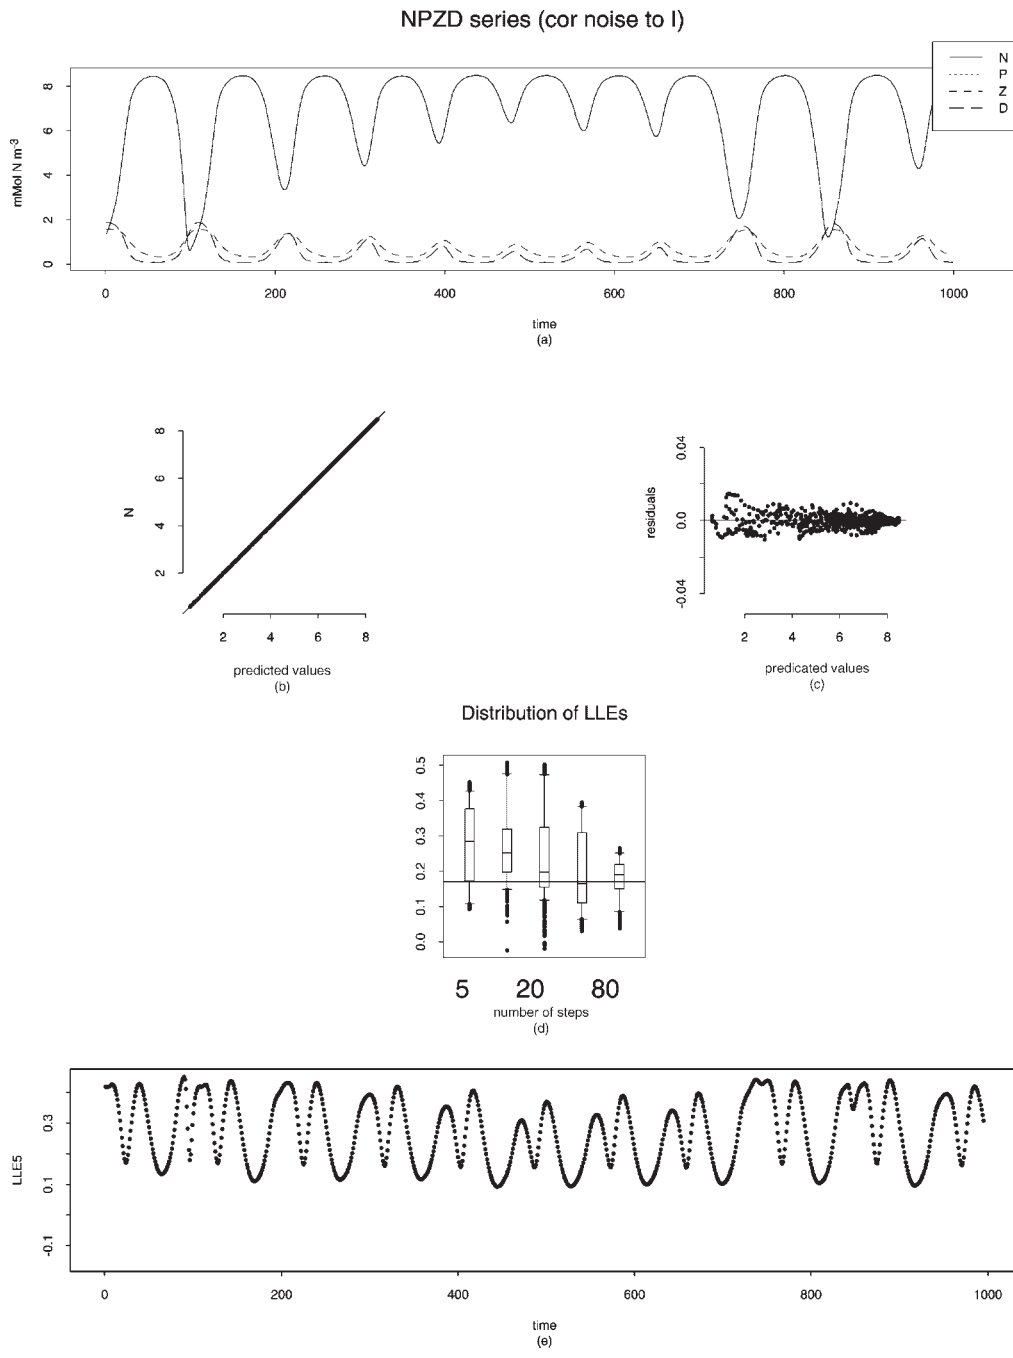 NPZD series (cor noise to I)
N
P
Z
D
mMol N m⁻³
8
6
4
2
0
0 200 400 600 800 1000
time
(a)
N
8
6
4
2
2 4 6 8
predicted values
(b)
residuals
0.04
0.0
-0.04
2 4 6 8
predicated values
(c)
Distribution of LLEs
0.5
0.4
0.3
0.2
0.1
0.0
5 20 80
number of steps
(d)
LLE5
0.3
0.1
-0.1
0 200 400 600 800 1000
time
(e)